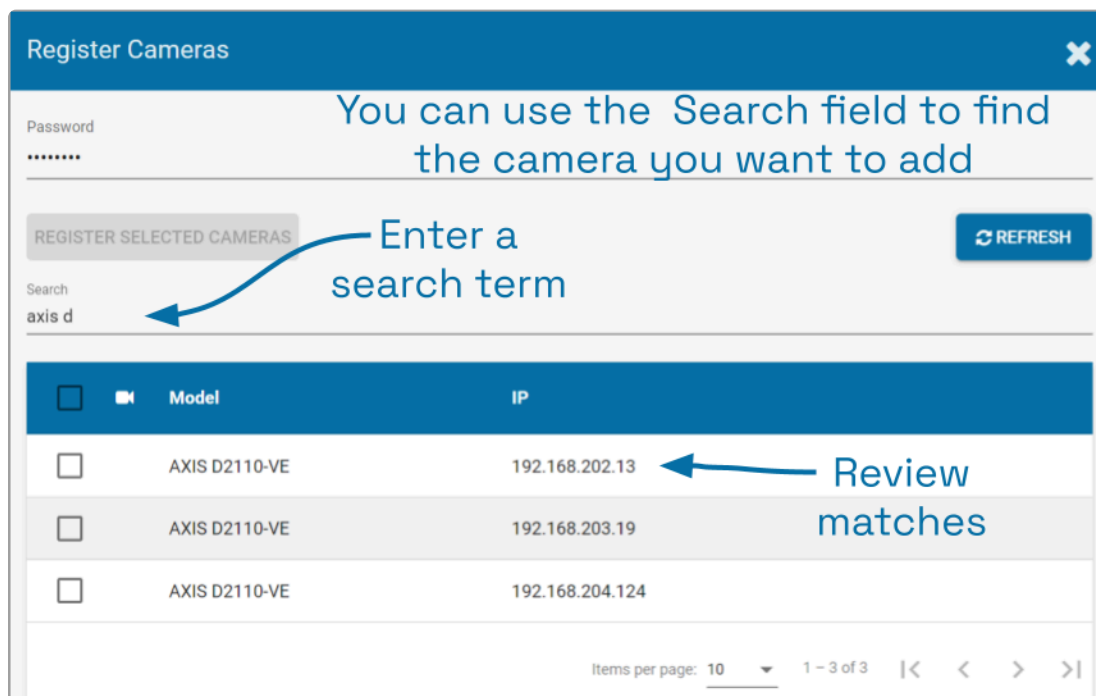 Register Cameras
You can use the Search field to find
the camera you want to add
Password
••••••••
REGISTER SELECTED CAMERAS
Enter a
search term
REFRESH
Search
axis d
Model IP
AXIS D2110-VE 192.168.202.13
Review
matches
AXIS D2110-VE 192.168.203.19
AXIS D2110-VE 192.168.204.124
Items per page: 10 1 – 3 of 3